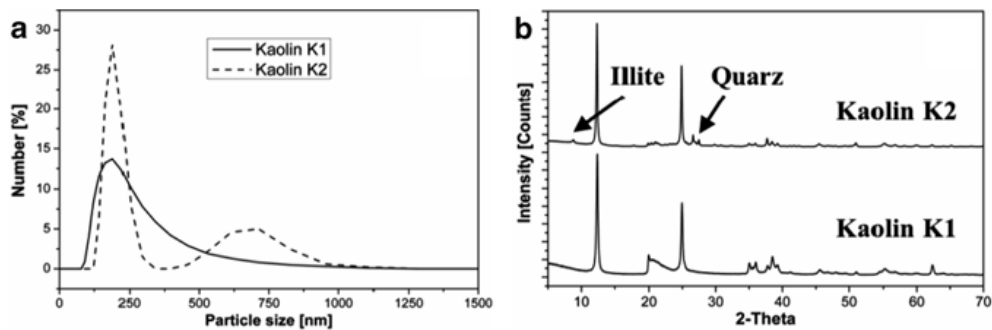 a
30
25
20
15
10
5
0
Number [%]
Kaolin K1
Kaolin K2
0 250 500 750 1000 1250 1500
Particle size [nm]
b
Intensity [Counts]
Illite
Quarz
Kaolin K2
Kaolin K1
10 20 30 40 50 60 70
2-Theta